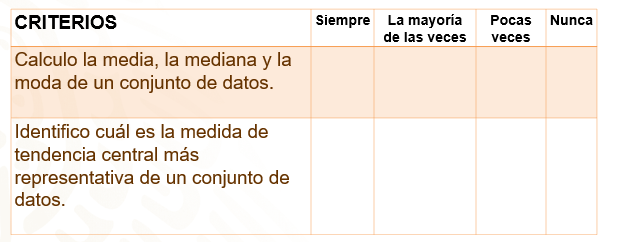 CRITERIOS
Siempre
La mayoría
de las veces
Pocas
veces
Nunca
Calculo la media, la mediana y la
moda de un conjunto de datos.
Identifico cuál es la medida de
tendencia central más
representativa de un conjunto de
datos.